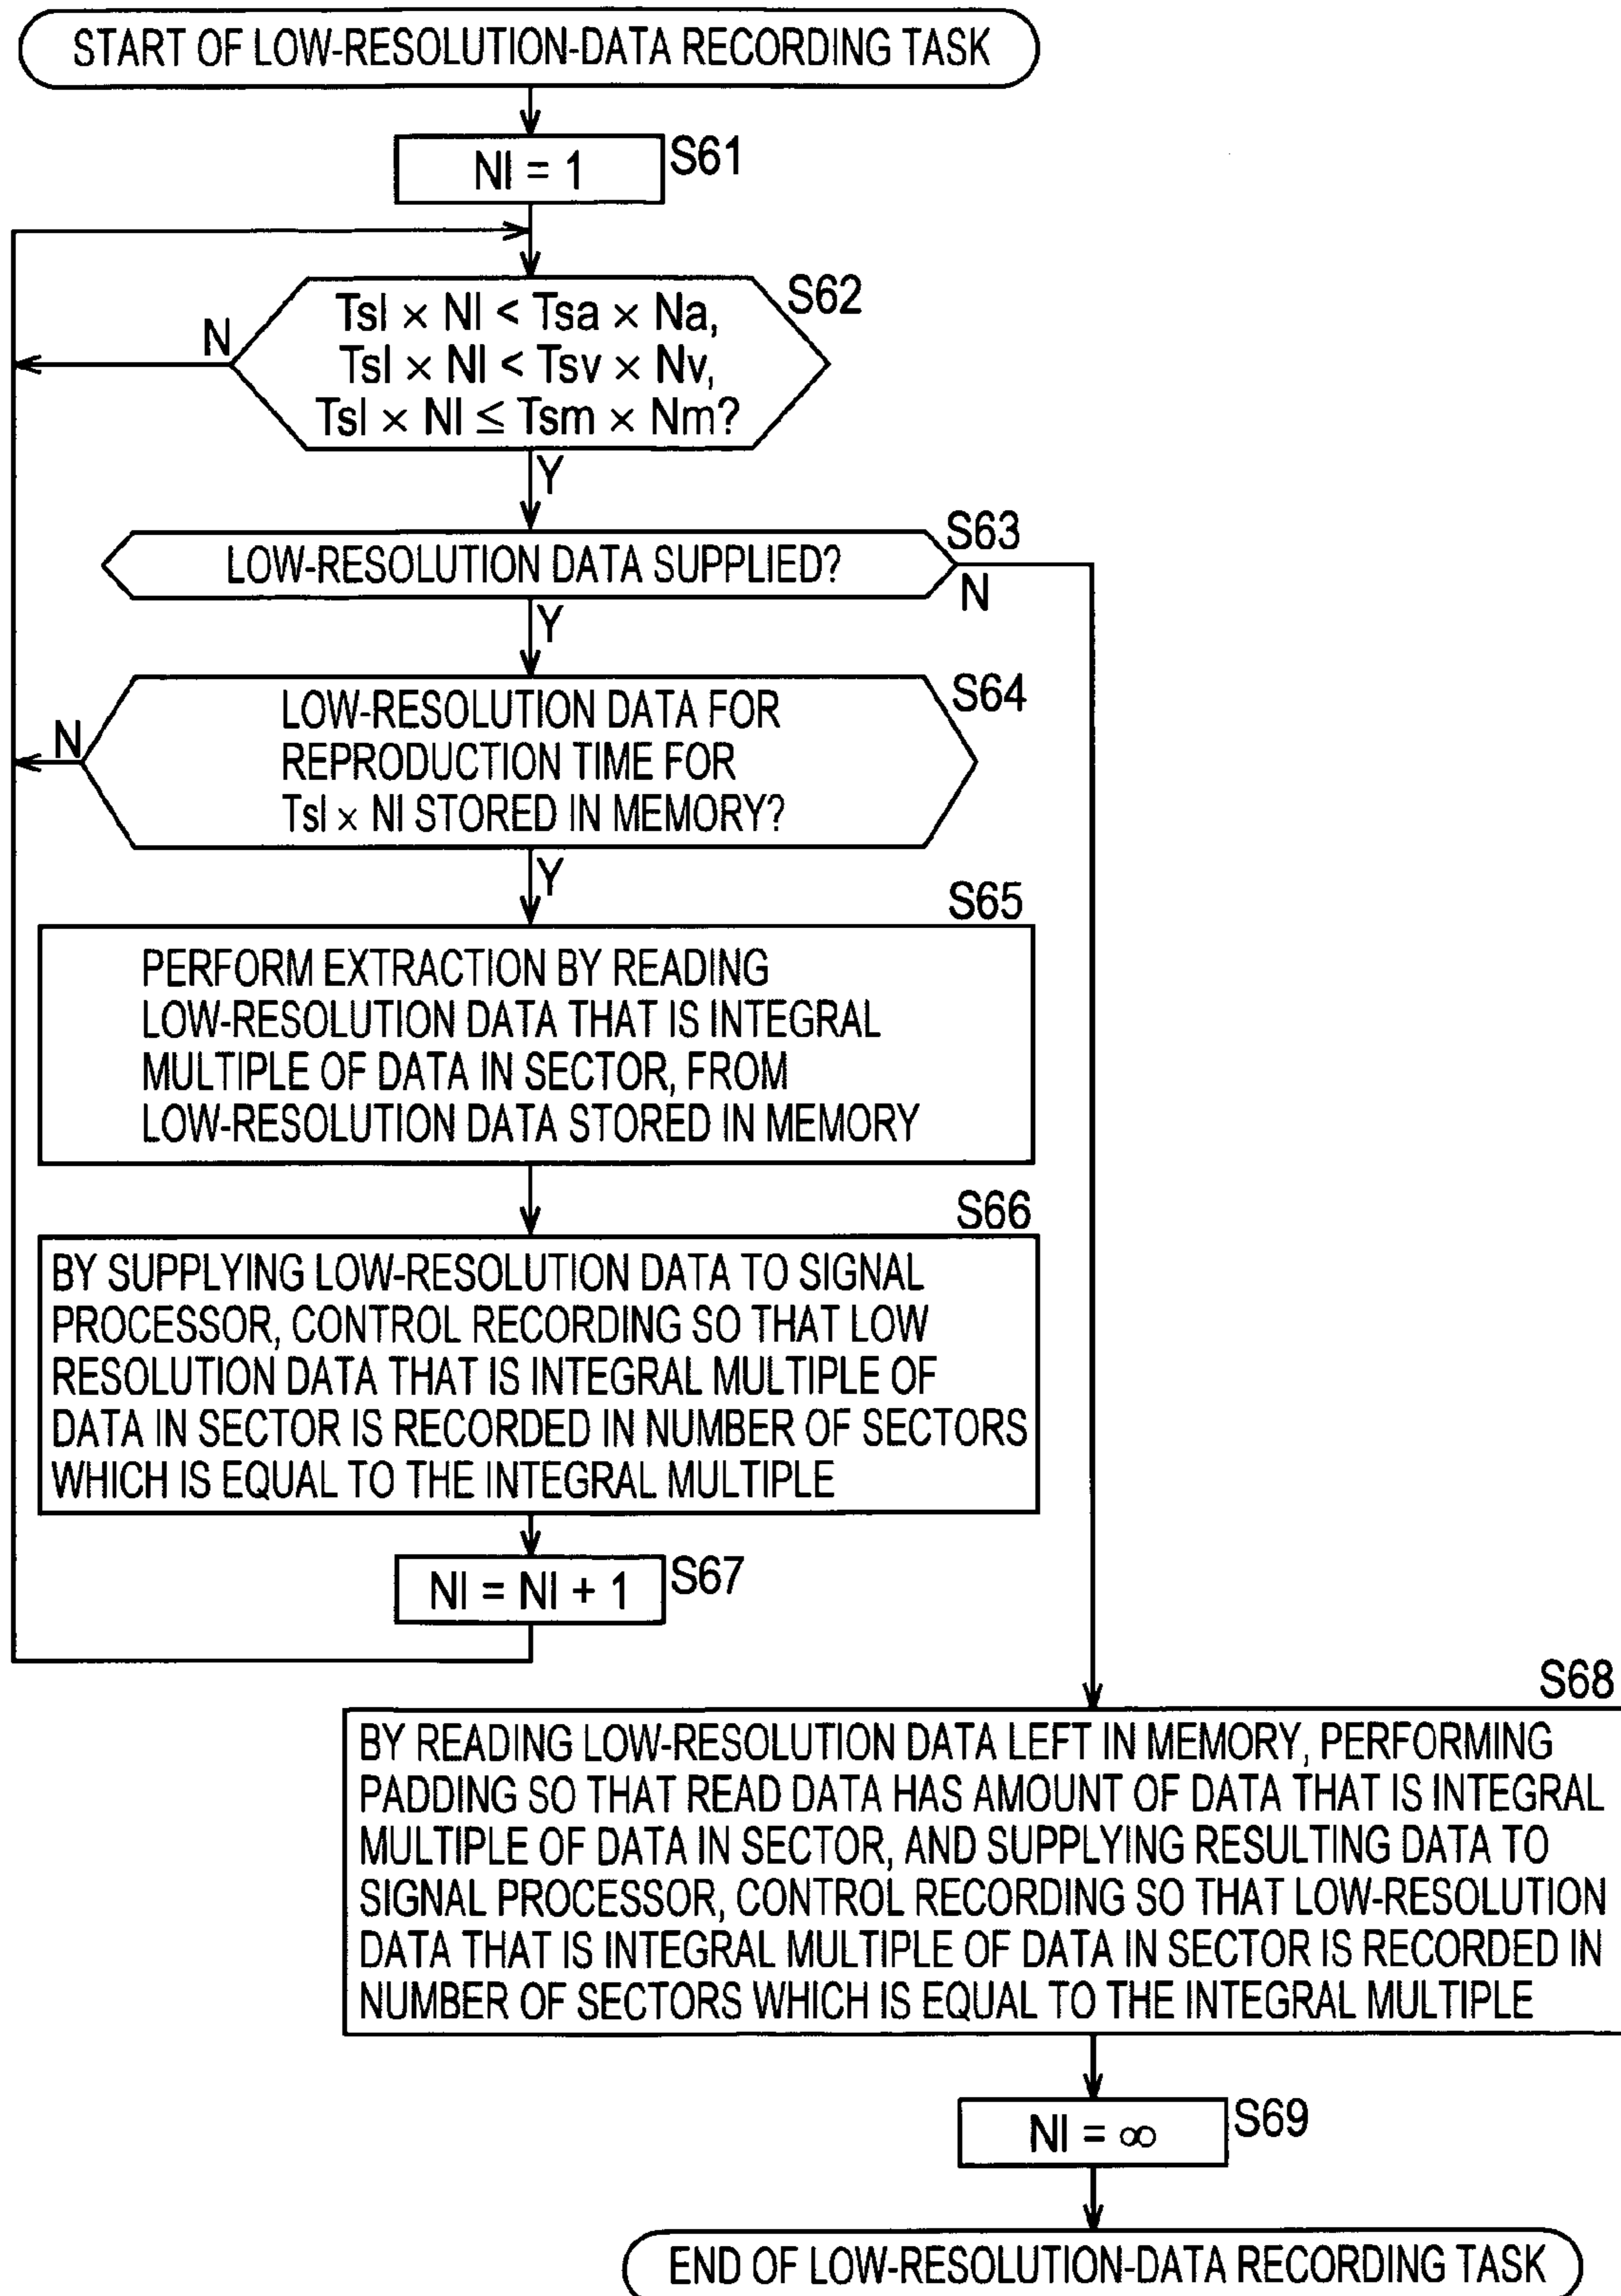 START OF LOW-RESOLUTION-DATA RECORDING TASK
S61
Nl = 1
S62
Tsl × Nl < Tsa × Na,
Tsl × Nl < Tsv × Nv,
Tsl × Nl ≤ Tsm × Nm?
N
Y
S63
LOW-RESOLUTION DATA SUPPLIED?
N
Y
S64
LOW-RESOLUTION DATA FOR
REPRODUCTION TIME FOR
Tsl × Nl STORED IN MEMORY?
N
Y
S65
PERFORM EXTRACTION BY READING
LOW-RESOLUTION DATA THAT IS INTEGRAL
MULTIPLE OF DATA IN SECTOR, FROM
LOW-RESOLUTION DATA STORED IN MEMORY
S66
BY SUPPLYING LOW-RESOLUTION DATA TO SIGNAL
PROCESSOR, CONTROL RECORDING SO THAT LOW
RESOLUTION DATA THAT IS INTEGRAL MULTIPLE OF
DATA IN SECTOR IS RECORDED IN NUMBER OF SECTORS
WHICH IS EQUAL TO THE INTEGRAL MULTIPLE
Nl = Nl + 1
S67
S68
BY READING LOW-RESOLUTION DATA LEFT IN MEMORY, PERFORMING
PADDING SO THAT READ DATA HAS AMOUNT OF DATA THAT IS INTEGRAL
MULTIPLE OF DATA IN SECTOR, AND SUPPLYING RESULTING DATA TO
SIGNAL PROCESSOR, CONTROL RECORDING SO THAT LOW-RESOLUTION
DATA THAT IS INTEGRAL MULTIPLE OF DATA IN SECTOR IS RECORDED IN
NUMBER OF SECTORS WHICH IS EQUAL TO THE INTEGRAL MULTIPLE
Nl = ∞
S69
END OF LOW-RESOLUTION-DATA RECORDING TASK